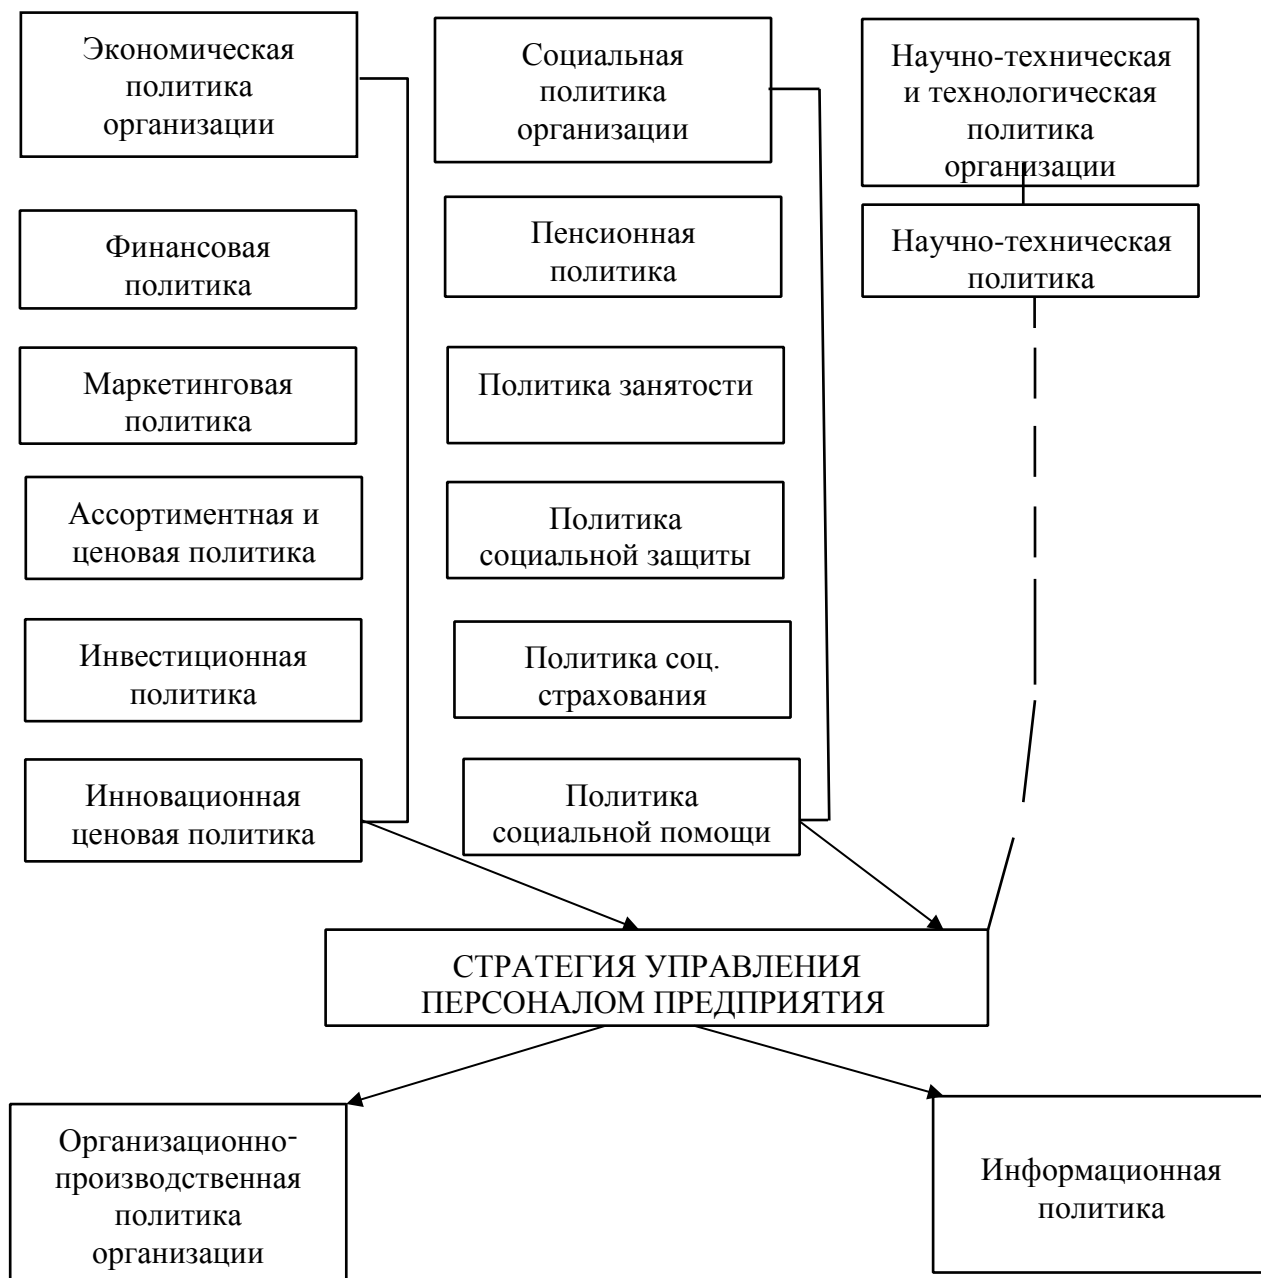 Экономическая
политика
организации
Социальная
политика
организации
Научно-техническая
и технологическая
политика
организации
Финансовая
политика
Пенсионная
политика
Научно-техническая
политика
Маркетинговая
политика
Политика занятости
Ассортиментная и
ценовая политика
Политика
социальной защиты
Инвестиционная
политика
Политика соц.
страхования
Инновационная
ценовая политика
Политика
социальной помощи
СТРАТЕГИЯ УПРАВЛЕНИЯ
ПЕРСОНАЛОМ ПРЕДПРИЯТИЯ
Организационно-
производственная
политика
организации
Информационная
политика